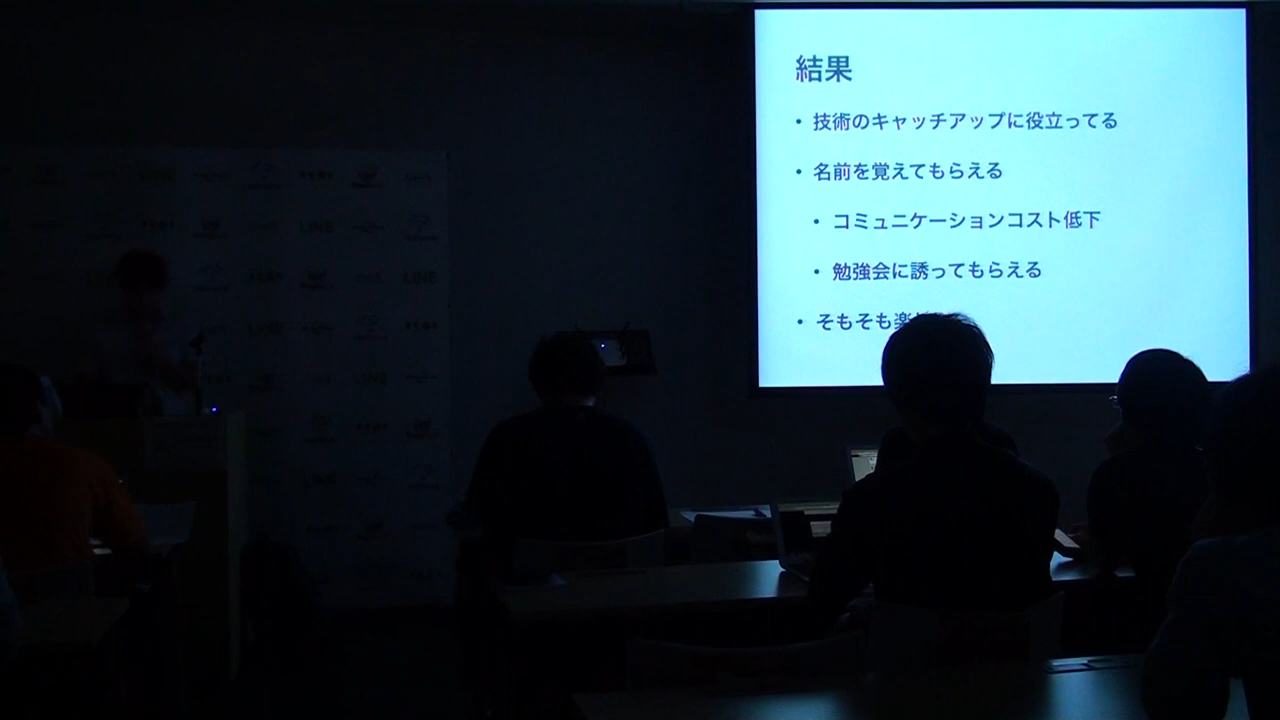 結果
• 技術のキャッチアップに役立ってる
• 名前を覚えてもらえる
• コミュニケーションコスト低下
• 勉強会に誘ってもらえる
• そもそも
LINE
LINE
LINE